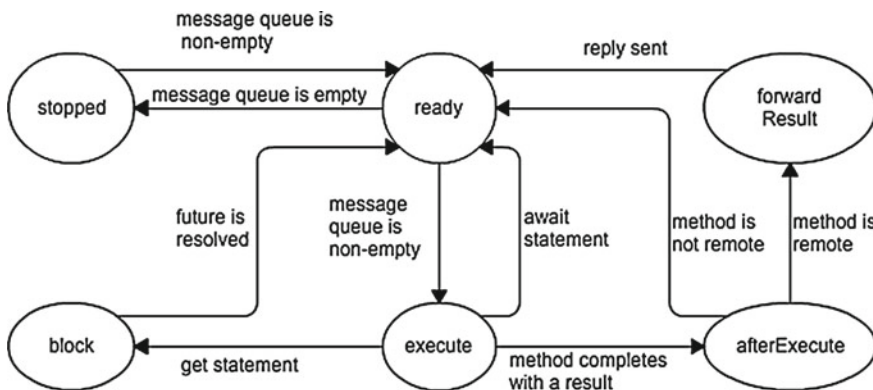 message queue is
non-empty
reply sent
stopped
message queue is empty
ready
forward
Result
future is
resolved
message
queue is
non-empty
await
statement
method is
not remote
method is
remote
block
get statement
execute
method completes
with a result
afterExecute